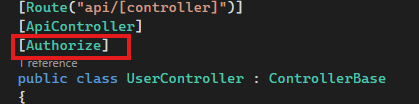 [Route("api/[controller]")]
[ApiController]
[Authorize]
1 reference
public class UserController : ControllerBase
{